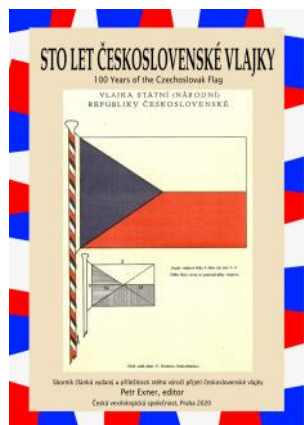 STO LET ČESKOSLOVENSKÉ VLAJKY
100 Years of the Czechoslovak Flag
VLAJKA STÁTNÍ (NÁRODNÍ)
REPUBLIKY ČESKOSLOVENSKÉ
Sborník článků vydaný u příležitosti stého výročí přijetí československé vlajky
Petr Exner, editor
Česká vexilologická společnost, Praha 2020